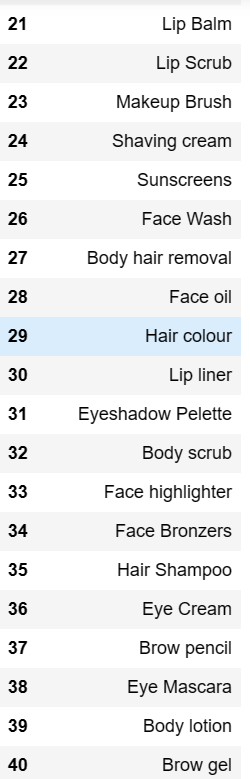 21 Lip Balm
22 Lip Scrub
23 Makeup Brush
24 Shaving cream
25 Sunscreens
26 Face Wash
27 Body hair removal
28 Face oil
29 Hair colour
30 Lip liner
31 Eyeshadow Pelette
32 Body scrub
33 Face highlighter
34 Face Bronzers
35 Hair Shampoo
36 Eye Cream
37 Brow pencil
38 Eye Mascara
39 Body lotion
40 Brow gel